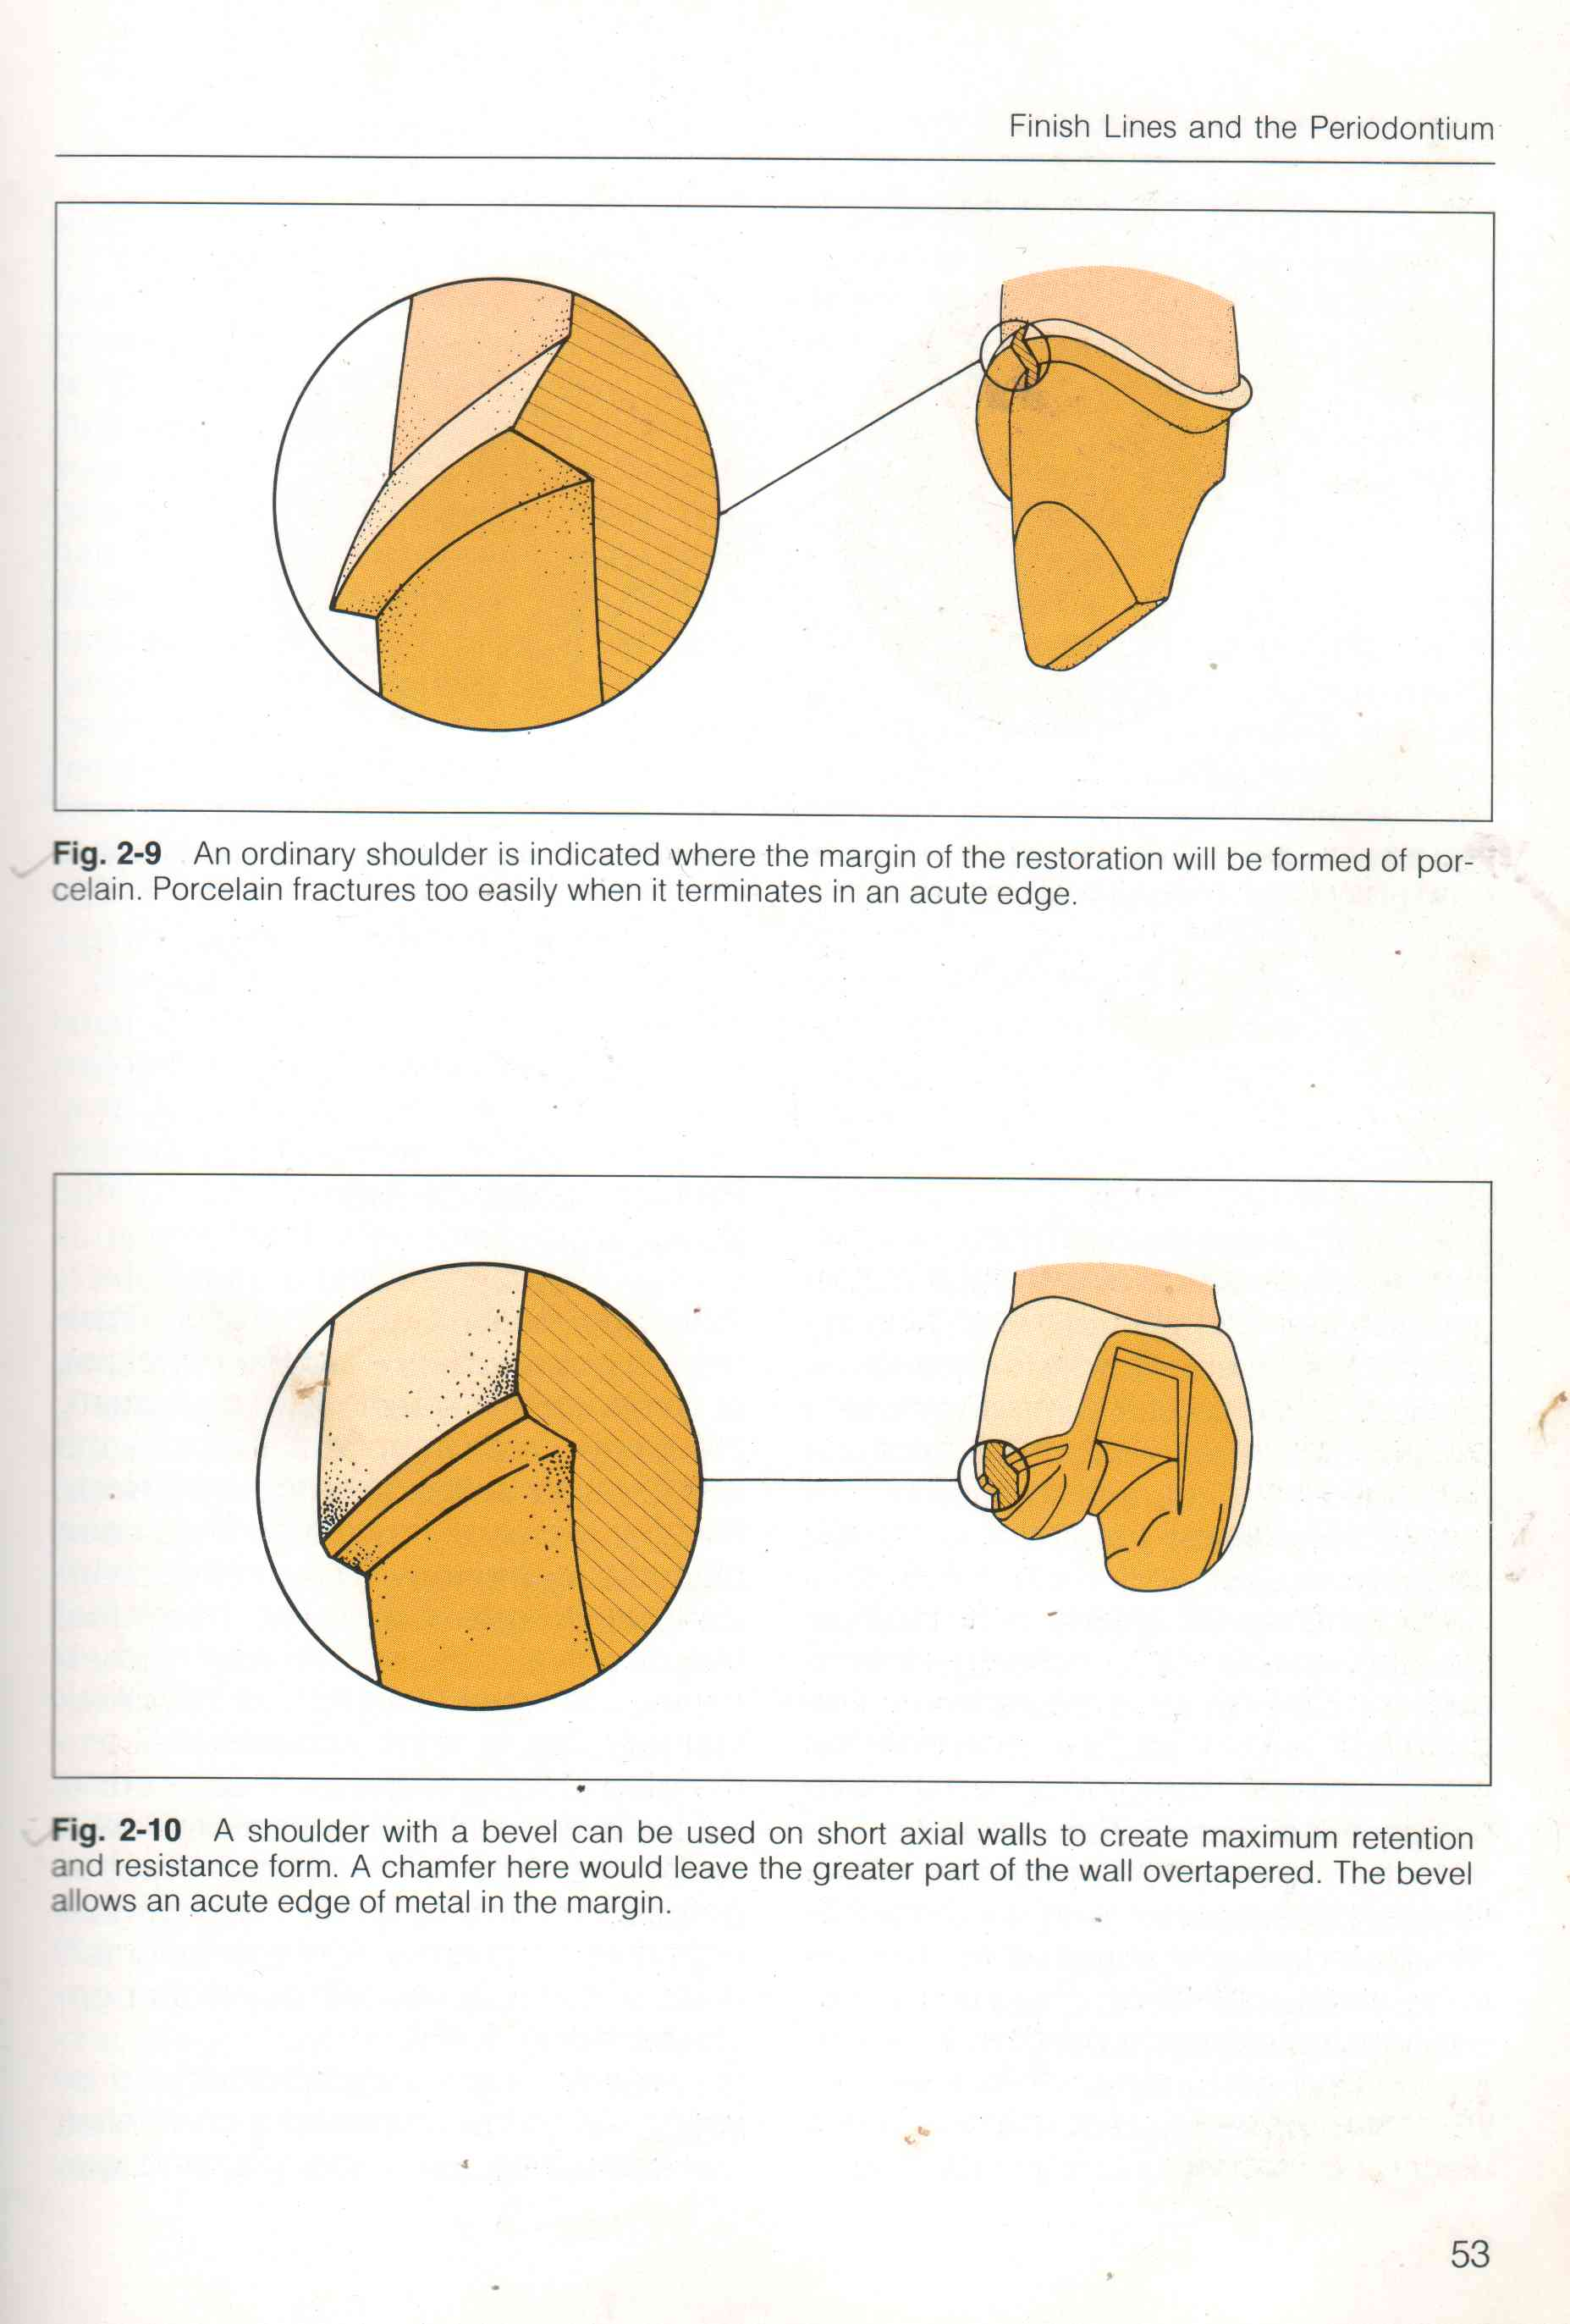 Finish Lines and the Periodontium
Fig. 2-9 An ordinary shoulder is indicated where the margin of the restoration will be formed of por-
celain. Porcelain fractures too easily when it terminates in an acute edge.
Fig. 2-10 A shoulder with a bevel can be used on short axial walls to create maximum retention
and resistance form. A chamfer here would leave the greater part of the wall overtapered. The bevel
allows an acute edge of metal in the margin.
53